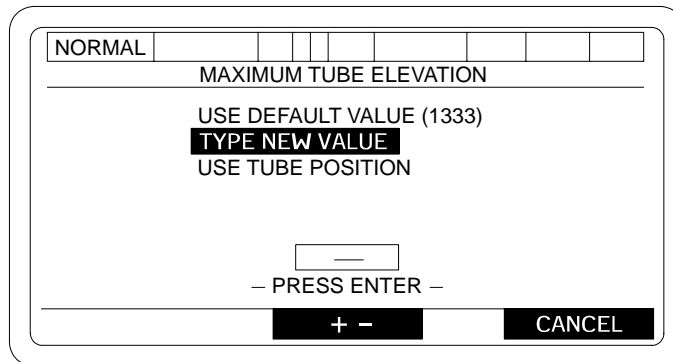 NORMAL
MAXIMUM TUBE ELEVATION
USE DEFAULT VALUE (1333)
TYPE NEW VALUE
USE TUBE POSITION
—
– PRESS ENTER –
+ –
CANCEL